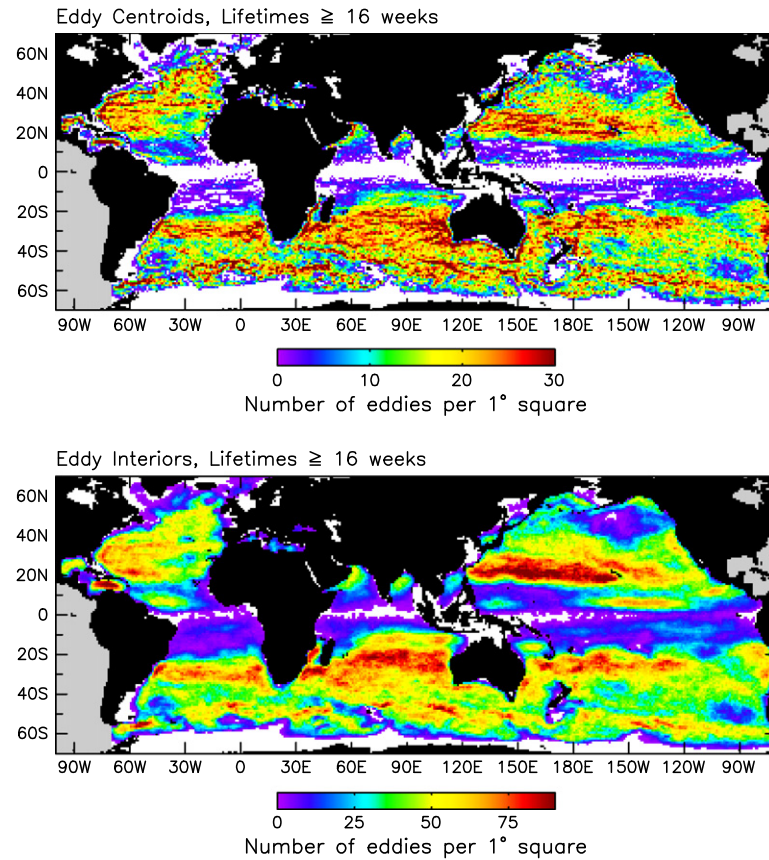 Eddy Centroids, Lifetimes ≧ 16 weeks
60N
40N
20N
0
20S
40S
60S
90W 60W 30W 0 30E 60E 90E 120E 150E 180E 150W 120W 90W
0 10 20 30
Number of eddies per 1° square
Eddy Interiors, Lifetimes ≧ 16 weeks
60N
40N
20N
0
20S
40S
60S
90W 60W 30W 0 30E 60E 90E 120E 150E 180E 150W 120W 90W
0 25 50 75
Number of eddies per 1° square